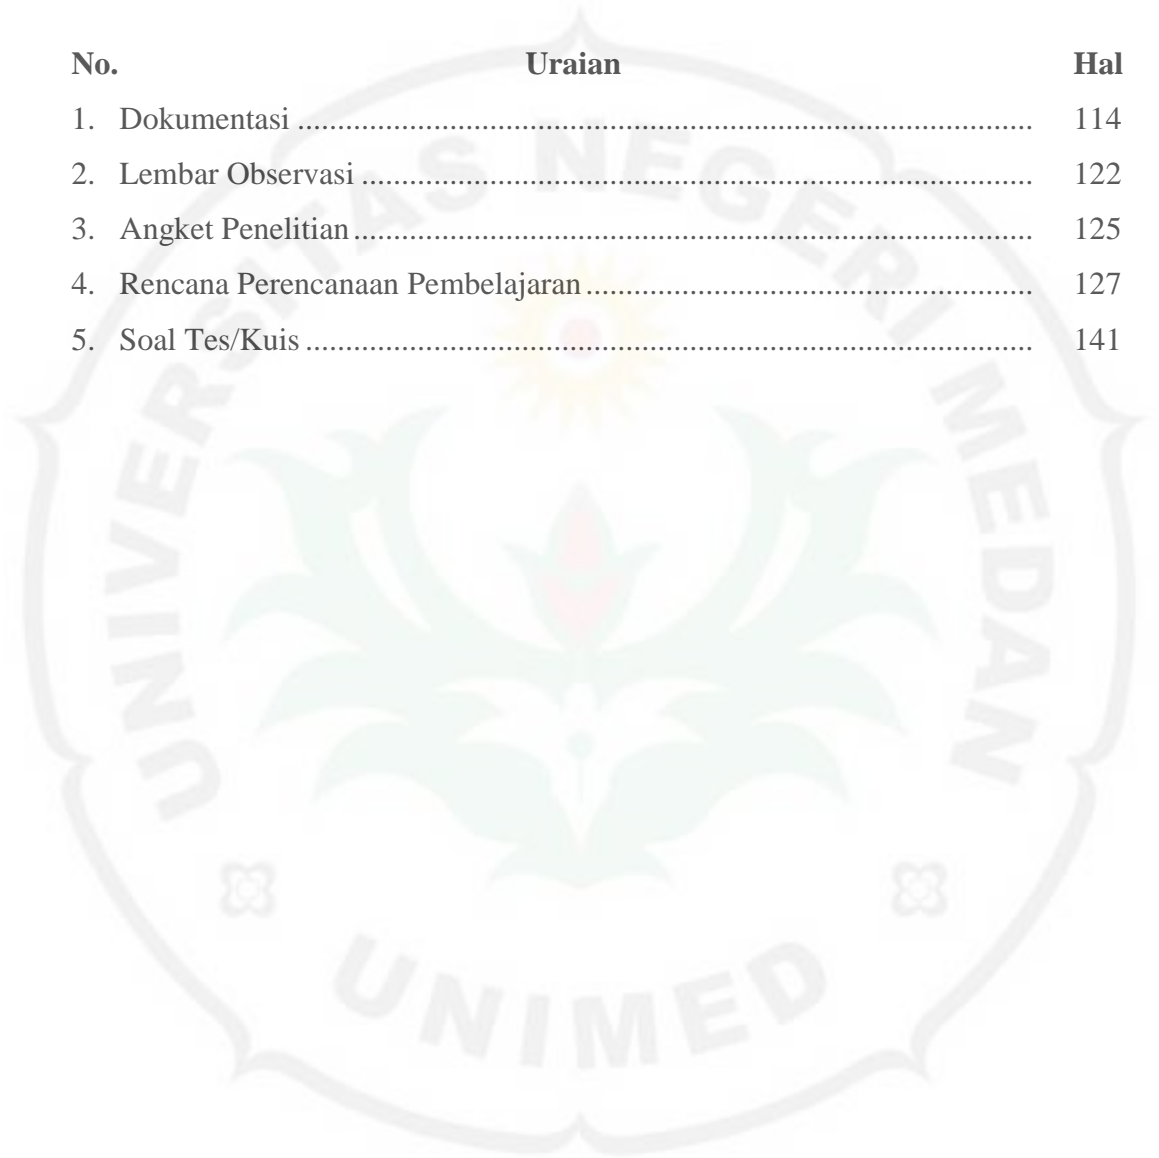 No. Uraian Hal
1. Dokumentasi ............................................................................................ 114
2. Lembar Observasi .................................................................................... 122
3. Angket Penelitian ..................................................................................... 125
4. Rencana Perencanaan Pembelajaran ........................................................ 127
5. Soal Tes/Kuis ........................................................................................... 141
UNIVERSITAS NEGERI MEDAN
UNIMED